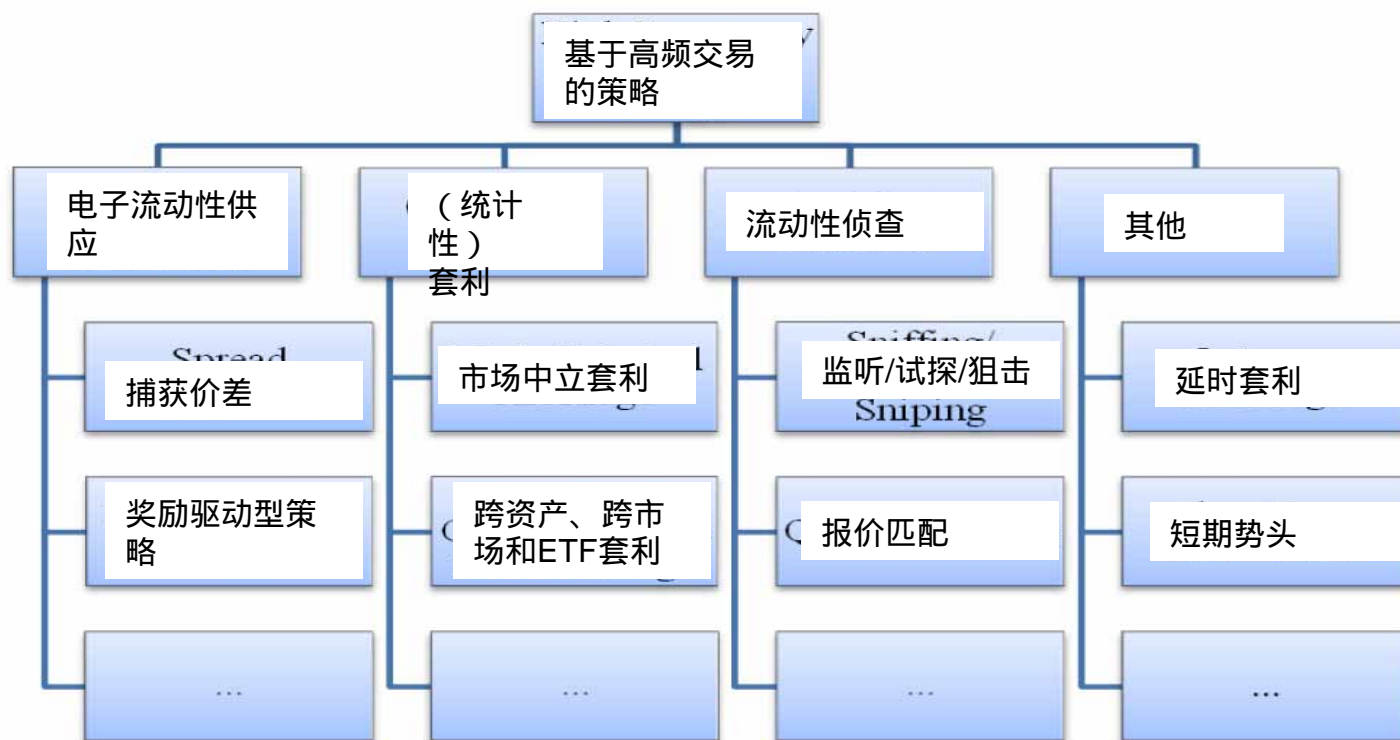 基于高频交易
的策略
电子流动性供
应
（统计
性）
套利
流动性侦查
其他
捕获价差
市场中立套利
Sniffing/
监听/试探/狙击
Sniping
延时套利
奖励驱动型策
略
跨资产、跨市
场和ETF套利
报价匹配
短期势头
...
...
...
...